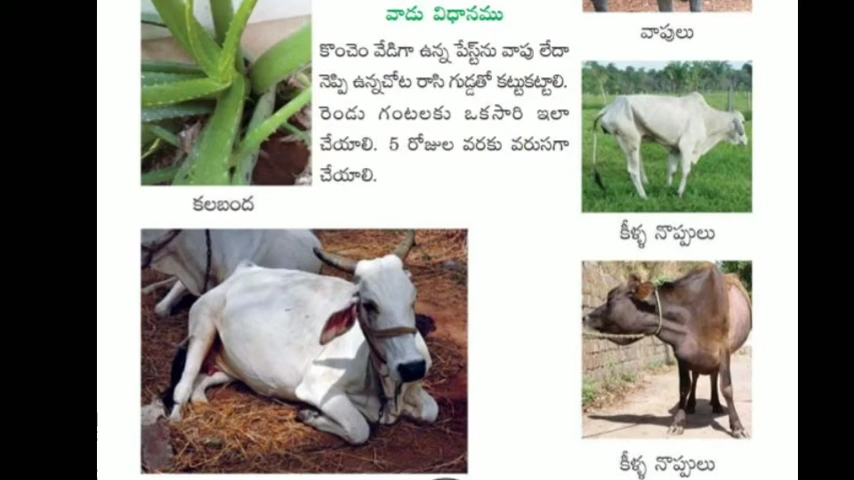 వాడు విధానము
కొంచెం వేడిగా ఉన్న పేస్ట్‌ను వాపు లేదా
నెప్పి ఉన్నచోట రాసి గుడ్డతో కట్టుకట్టాలి.
రెండు గంటలకు ఒకసారి ఇలా
చేయాలి. 5 రోజుల వరకు వరుసగా
చేయాలి.
కలబంద
వాపులు
కీళ్ళ నొప్పులు
కీళ్ళ నొప్పులు